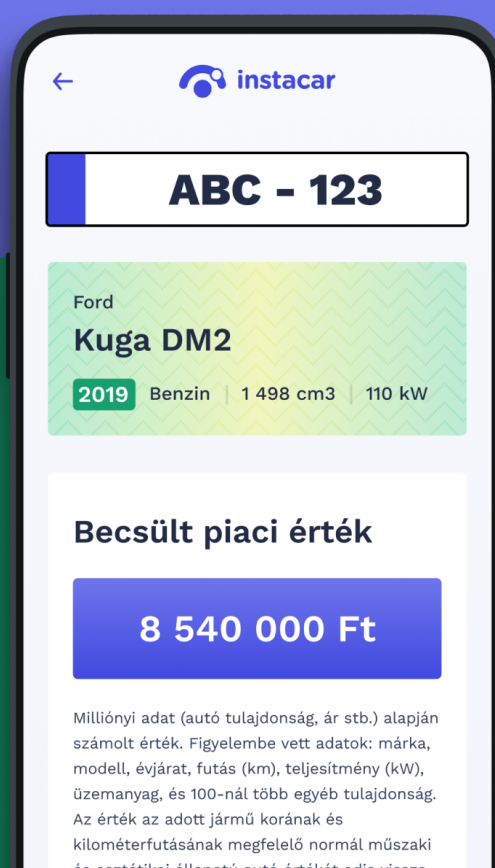 instacar
ABC - 123
Ford
Kuga DM2
2019 Benzin | 1 498 cm3 | 110 kW
Becsült piaci érték
8 540 000 Ft
Milliónyi adat (autó tulajdonság, ár stb.) alapján
számolt érték. Figyelembe vett adatok: márka,
modell, évjárat, futás (km), teljesítmény (kW),
üzemanyag, és 100-nál több egyéb tulajdonság.
Az érték az adott jármű korának és
kilométerfutásának megfelelő normál műszaki